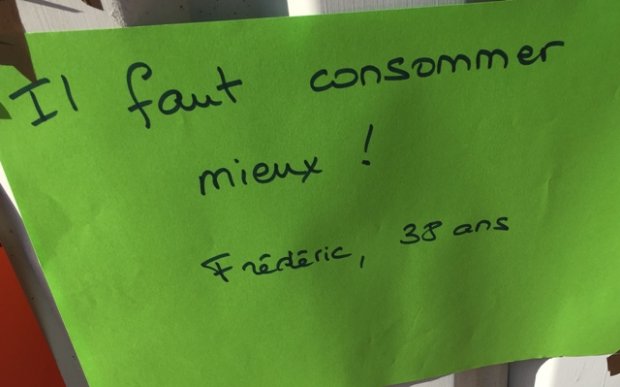 Il faut consommer
mieux !
Frédéric, 38 ans